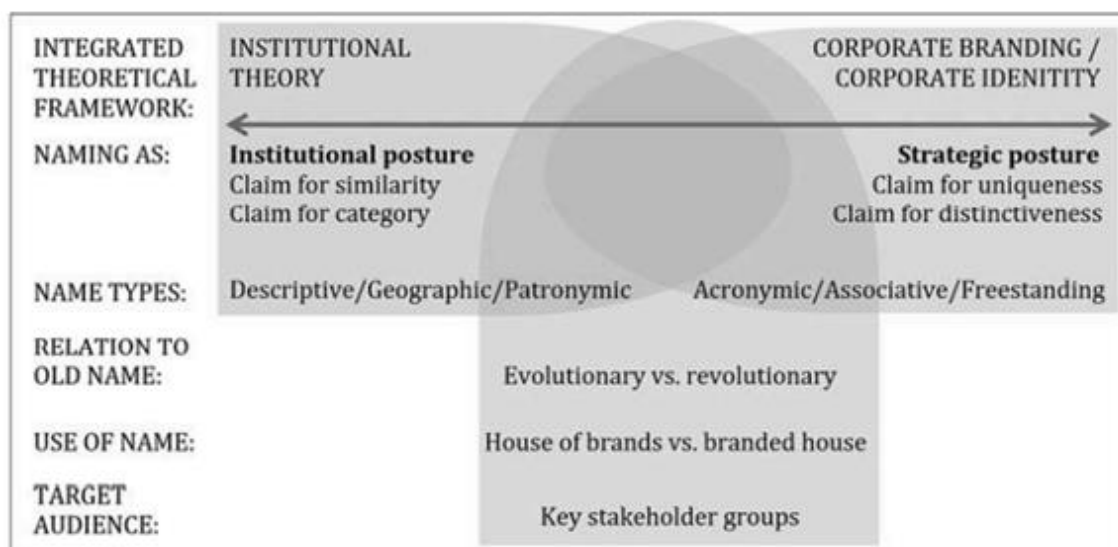 INTEGRATED THEORETICAL FRAMEWORK:
INSTITUTIONAL THEORY
CORPORATE BRANDING / CORPORATE IDENITITY
NAMING AS:
Institutional posture
Claim for similarity
Claim for category
Strategic posture
Claim for uniqueness
Claim for distinctiveness
NAME TYPES:
Descriptive/Geographic/Patronymic
Acronymic/Associative/Freestanding
RELATION TO OLD NAME:
Evolutionary vs. revolutionary
USE OF NAME:
House of brands vs. branded house
TARGET AUDIENCE:
Key stakeholder groups